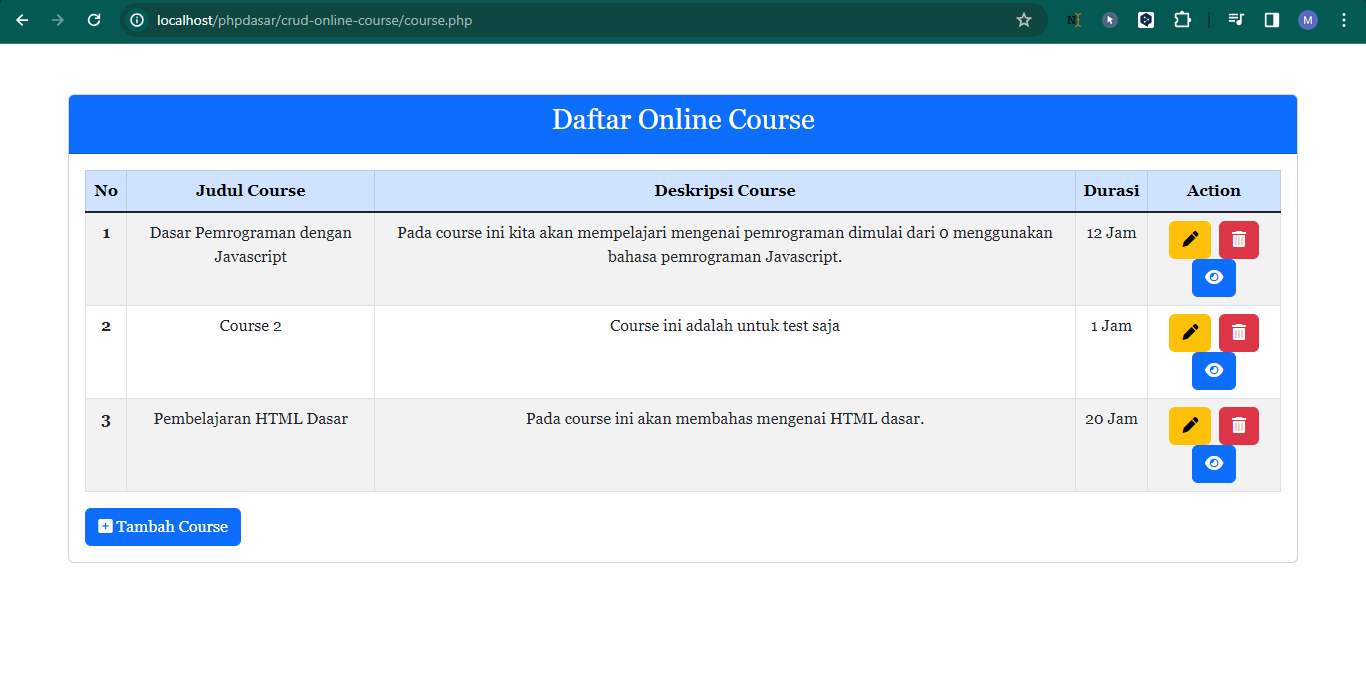 localhost/phpdasar/crud-online-course/course.php
M
Daftar Online Course
No Judul Course Deskripsi Course Durasi Action
1 Dasar Pemrograman dengan Pada course ini kita akan mempelajari mengenai pemrograman dimulai dari 0 menggunakan 12 Jam
Javascript bahasa pemrograman Javascript.
2 Course 2 Course ini adalah untuk test saja 1 Jam
3 Pembelajaran HTML Dasar Pada course ini akan membahas mengenai HTML dasar. 20 Jam
Tambah Course